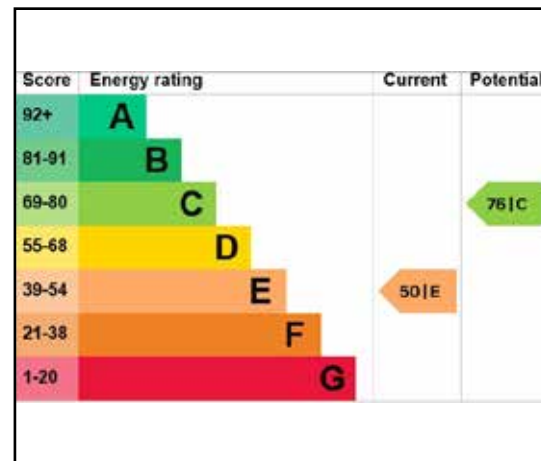 Score Energy rating Current Potential
92+ A
81-91 B
69-80 C 76|C
55-68 D
39-54 E 50|E
21-38 F
1-20 G